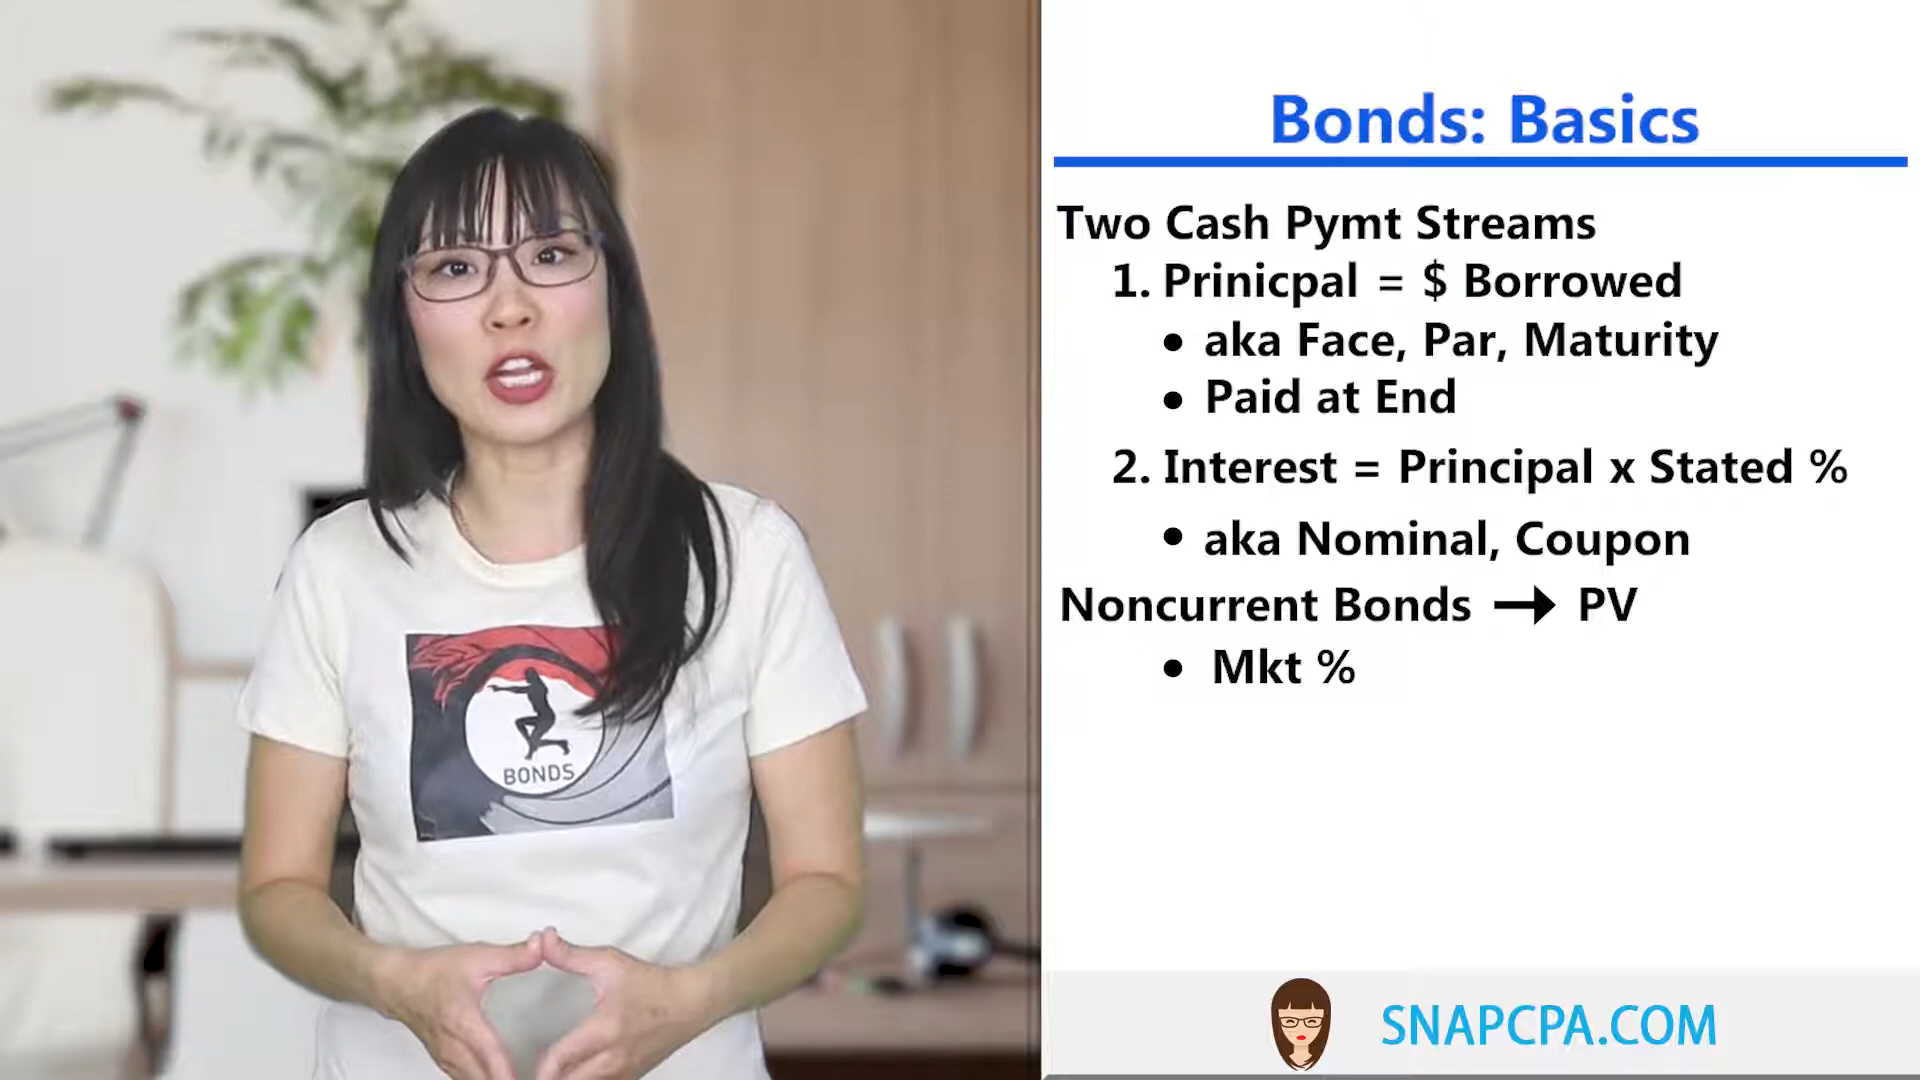 Bonds: Basics
Two Cash Pymt Streams
1. Prinicpal = $ Borrowed
• aka Face, Par, Maturity
• Paid at End
2. Interest = Principal x Stated %
• aka Nominal, Coupon
Noncurrent Bonds → PV
• Mkt %
BONDS
SNAPCPA.COM